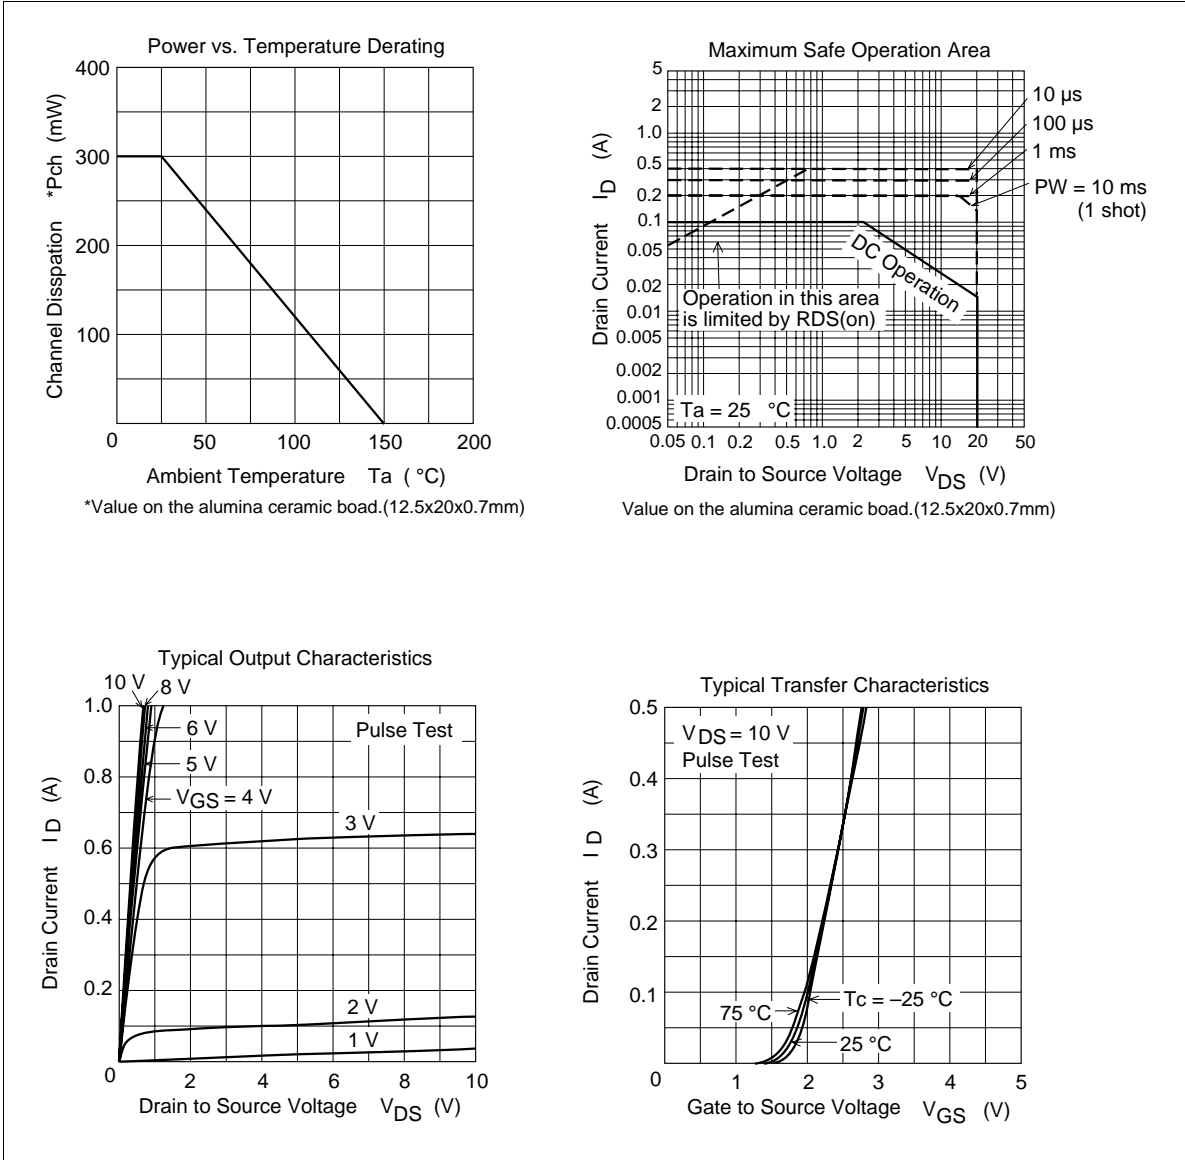 Power vs. Temperature Derating
400
300
200
100
0
50
100
150
200
Channel Disspation *Pch (mW)
Ambient Temperature Ta ( °C)
*Value on the alumina ceramic boad.(12.5x20x0.7mm)
Maximum Safe Operation Area
5
2
1.0
0.5
0.2
0.1
0.05
0.02
0.01
0.005
0.002
0.001
0.0005
0.05
0.1
0.2
0.5
1.0
2
5
10
20
50
Drain Current ID (A)
10 µs
100 µs
1 ms
PW = 10 ms
(1 shot)
DC Operation
Operation in this area
is limited by RDS(on)
Ta = 25 °C
Drain to Source Voltage VDS (V)
Value on the alumina ceramic boad.(12.5x20x0.7mm)
Typical Output Characteristics
10 V
8 V
6 V
5 V
VGS = 4 V
3 V
2 V
1 V
Pulse Test
1.0
0.8
0.6
0.4
0.2
0
2
4
6
8
10
Drain Current ID (A)
Drain to Source Voltage VDS (V)
Typical Transfer Characteristics
VDS = 10 V
Pulse Test
0.5
0.4
0.3
0.2
0.1
0
1
2
3
4
5
75 °C
Tc = –25 °C
25 °C
Drain Current ID (A)
Gate to Source Voltage VGS (V)